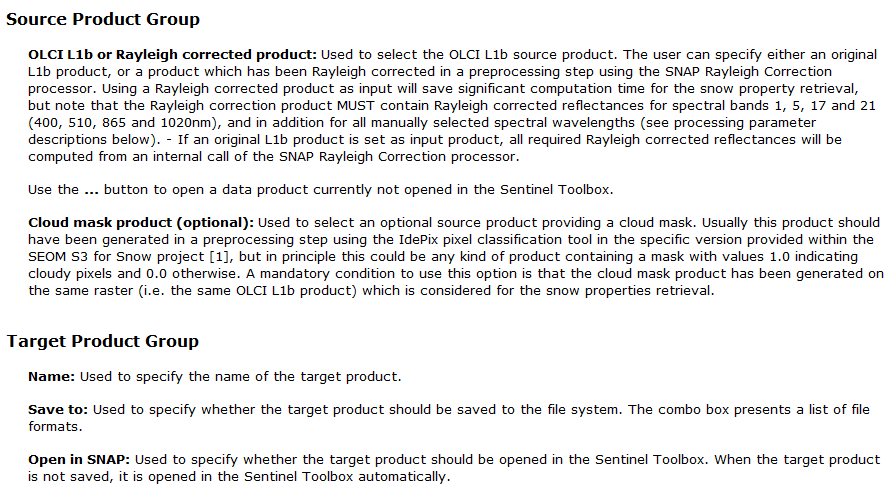 Source Product Group
OLCI L1b or Rayleigh corrected product: Used to select the OLCI L1b source product. The user can specify either an original
L1b product, or a product which has been Rayleigh corrected in a preprocessing step using the SNAP Rayleigh Correction
processor. Using a Rayleigh corrected product as input will save significant computation time for the snow property retrieval,
but note that the Rayleigh correction product MUST contain Rayleigh corrected reflectances for spectral bands 1, 5, 17 and 21
(400, 510, 865 and 1020nm), and in addition for all manually selected spectral wavelengths (see processing parameter
descriptions below). - If an original L1b product is set as input product, all required Rayleigh corrected reflectances will be
computed from an internal call of the SNAP Rayleigh Correction processor.
Use the ... button to open a data product currently not opened in the Sentinel Toolbox.
Cloud mask product (optional): Used to select an optional source product providing a cloud mask. Usually this product should
have been generated in a preprocessing step using the IdePix pixel classification tool in the specific version provided within the
SEOM S3 for Snow project [1], but in principle this could be any kind of product containing a mask with values 1.0 indicating
cloudy pixels and 0.0 otherwise. A mandatory condition to use this option is that the cloud mask product has been generated on
the same raster (i.e. the same OLCI L1b product) which is considered for the snow properties retrieval.
Target Product Group
Name: Used to specify the name of the target product.
Save to: Used to specify whether the target product should be saved to the file system. The combo box presents a list of file
formats.
Open in SNAP: Used to specify whether the target product should be opened in the Sentinel Toolbox. When the target product
is not saved, it is opened in the Sentinel Toolbox automatically.